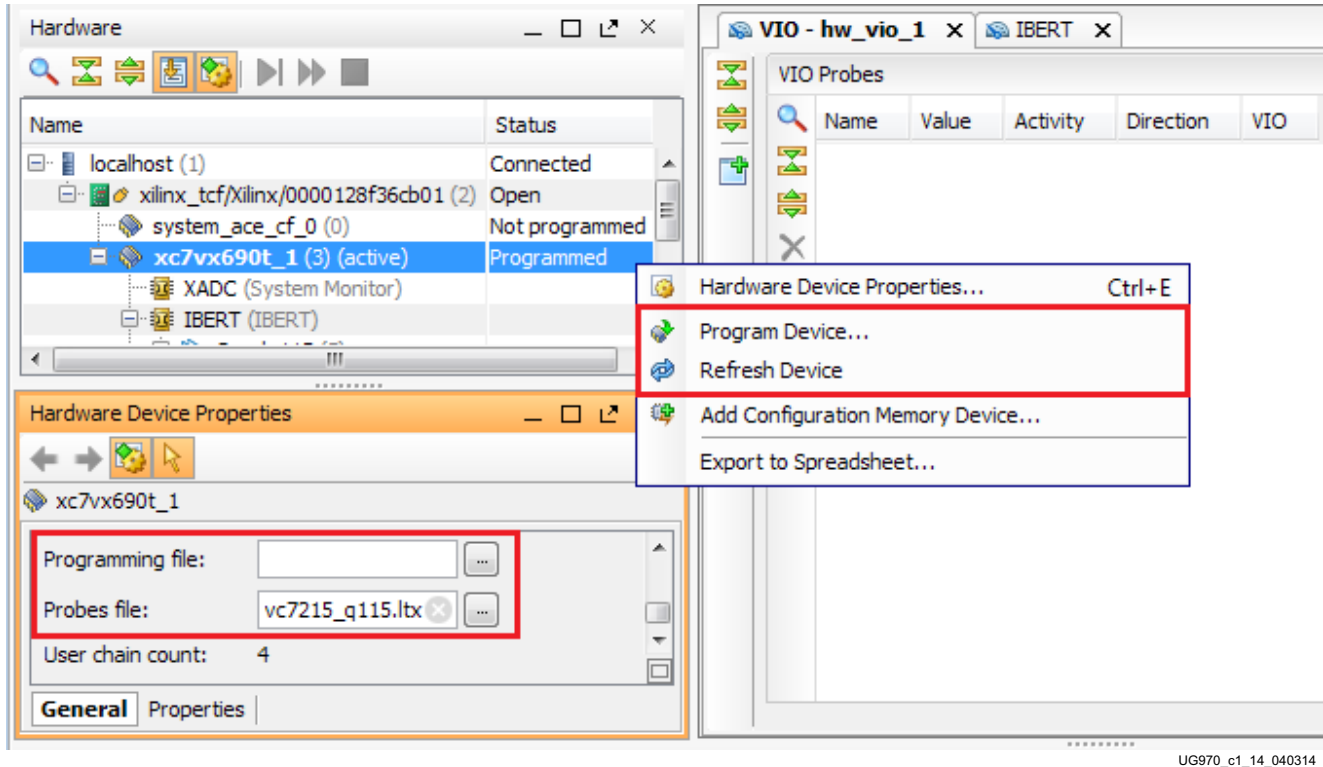 Hardware
Name Status
localhost (1) Connected
xilinx_tcf/Xilinx/0000128f36cb01 (2) Open
system_ace_cf_0 (0) Not programmed
xc7vx690t_1 (3) (active) Programmed
XADC (System Monitor)
IBERT (IBERT)
Hardware Device Properties
xc7vx690t_1
Programming file: ...
Probes file: vc7215_q115.ltx ...
User chain count: 4
General Properties
VIO - hw_vio_1 IBERT
VIO Probes
Name Value Activity Direction VIO
Hardware Device Properties... Ctrl+E
Program Device...
Refresh Device
Add Configuration Memory Device...
Export to Spreadsheet...
UG970_c1_14_040314